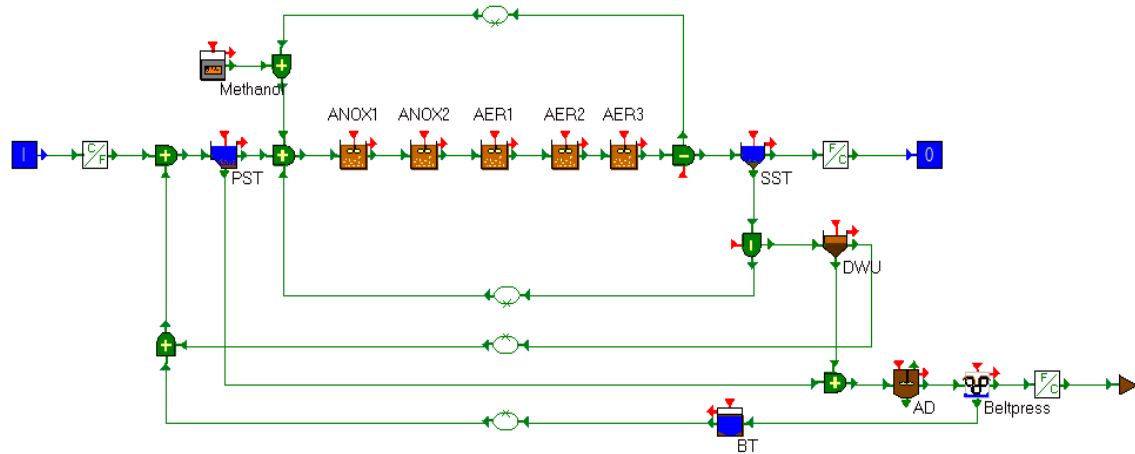 Methanol
ANOX1
ANOX2
AER1
AER2
AER3
I
C/F
PST
SST
F/C
0
DWU
AD
Beltpress
F/C
BT